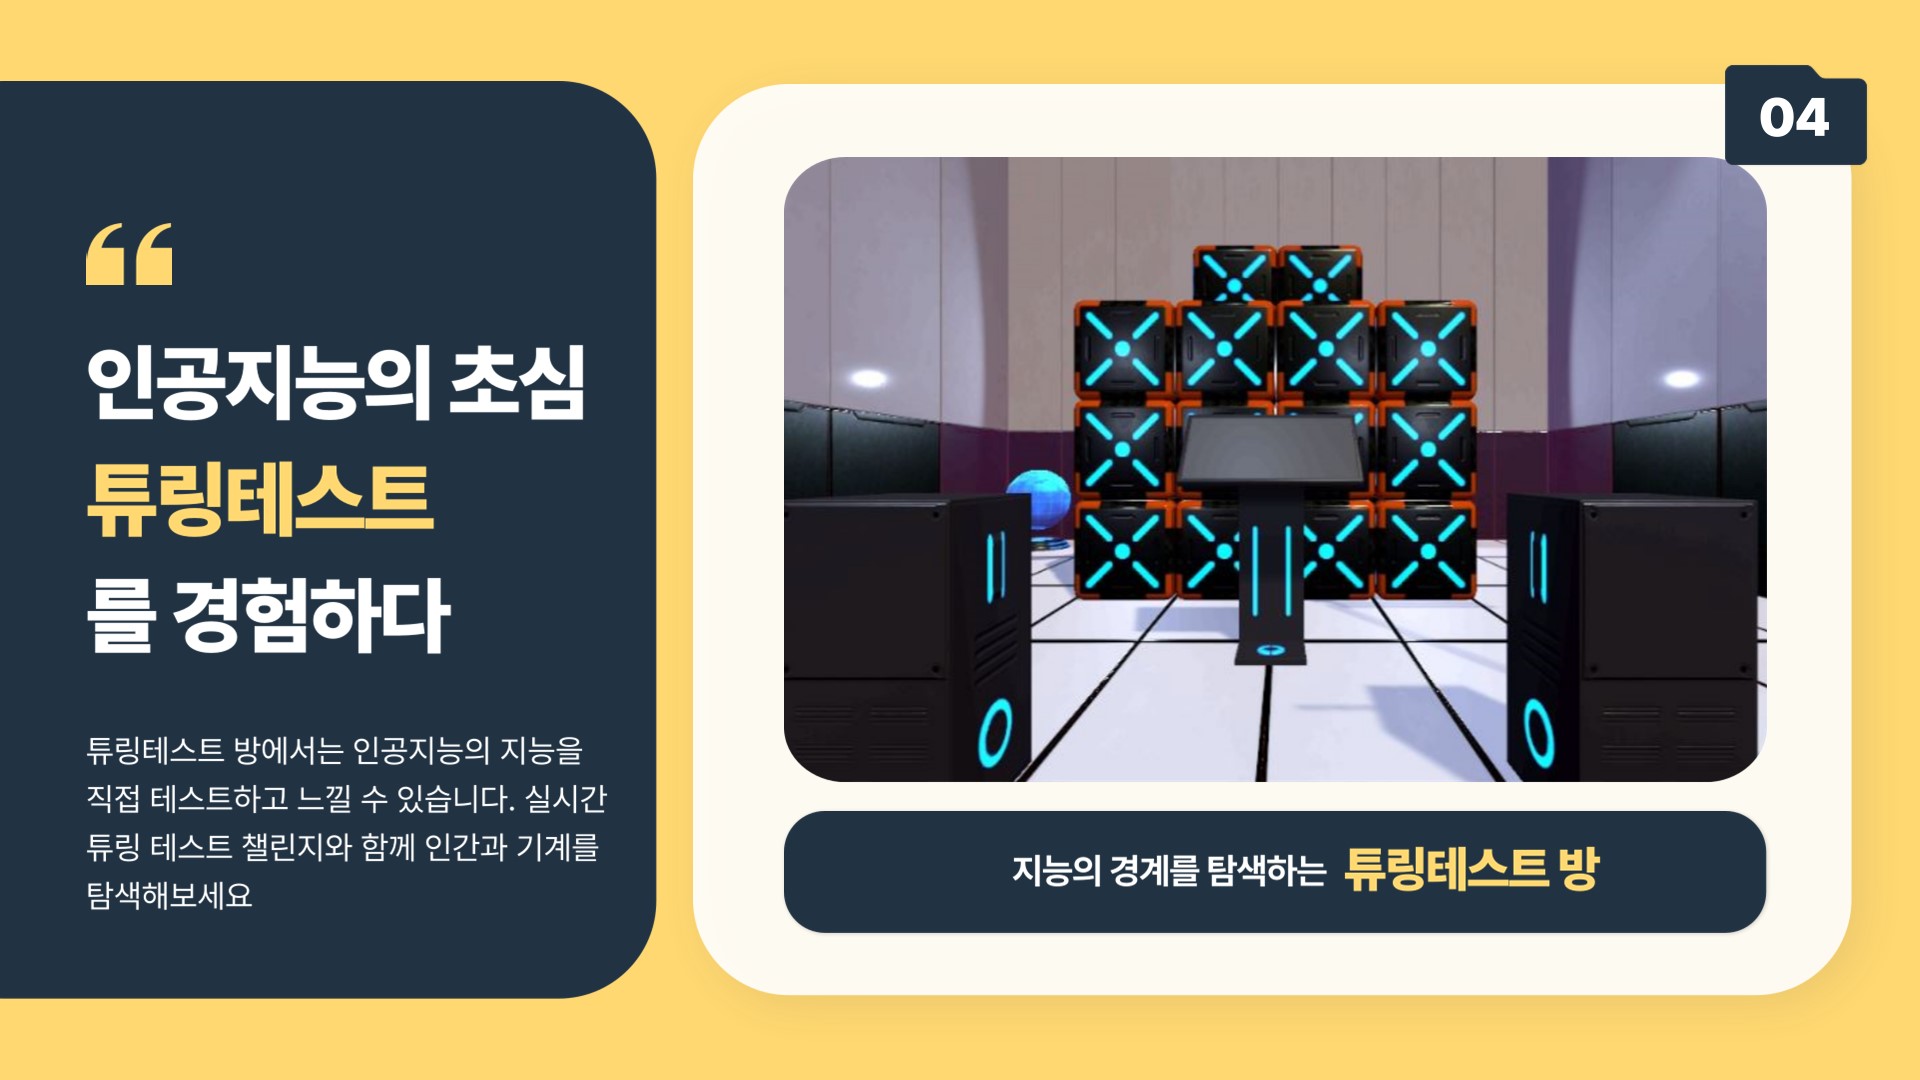 인공지능의 초심
튜링테스트
를 경험하다
튜링테스트 방에서는 인공지능의 지능을
직접 테스트하고 느낄 수 있습니다. 실시간
튜링 테스트 챌린지와 함께 인간과 기계를
탐색해보세요
04
지능의 경계를 탐색하는 튜링테스트 방